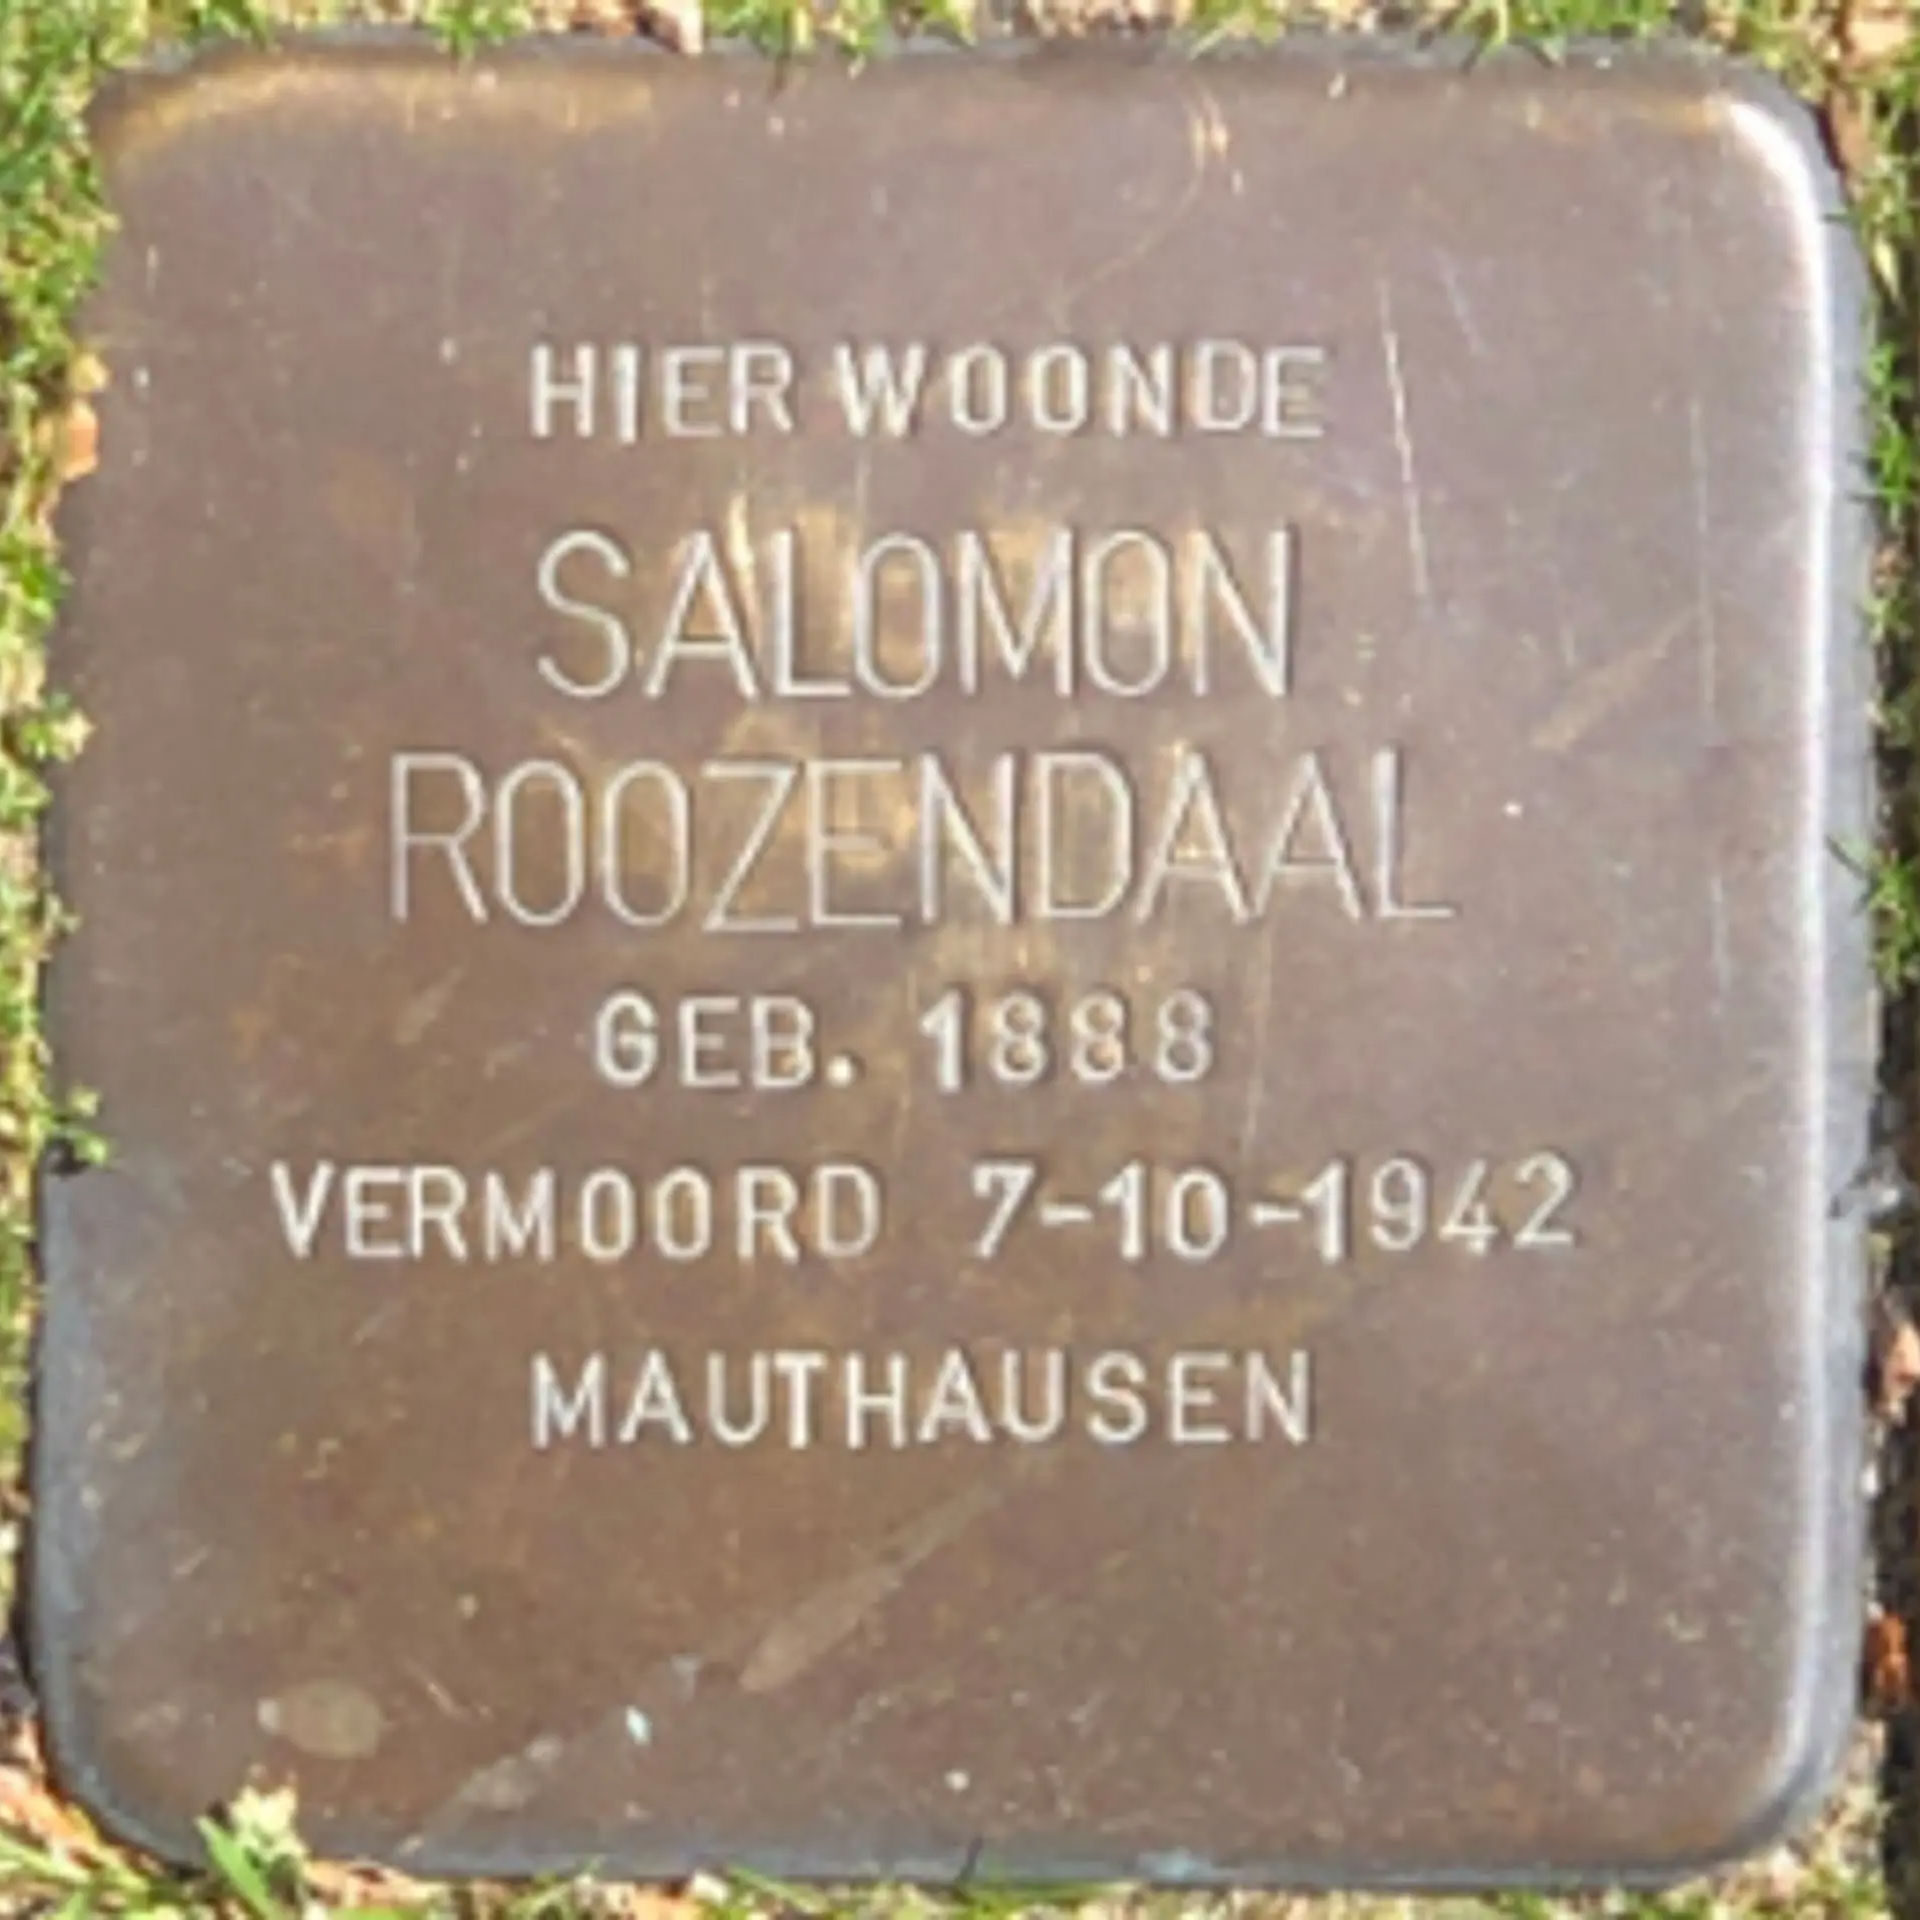 HIER WOONDE
SALOMON
ROOZENDAAL
GEB. 1888
VERMOORD 7-10-1942
MAUTHAUSEN